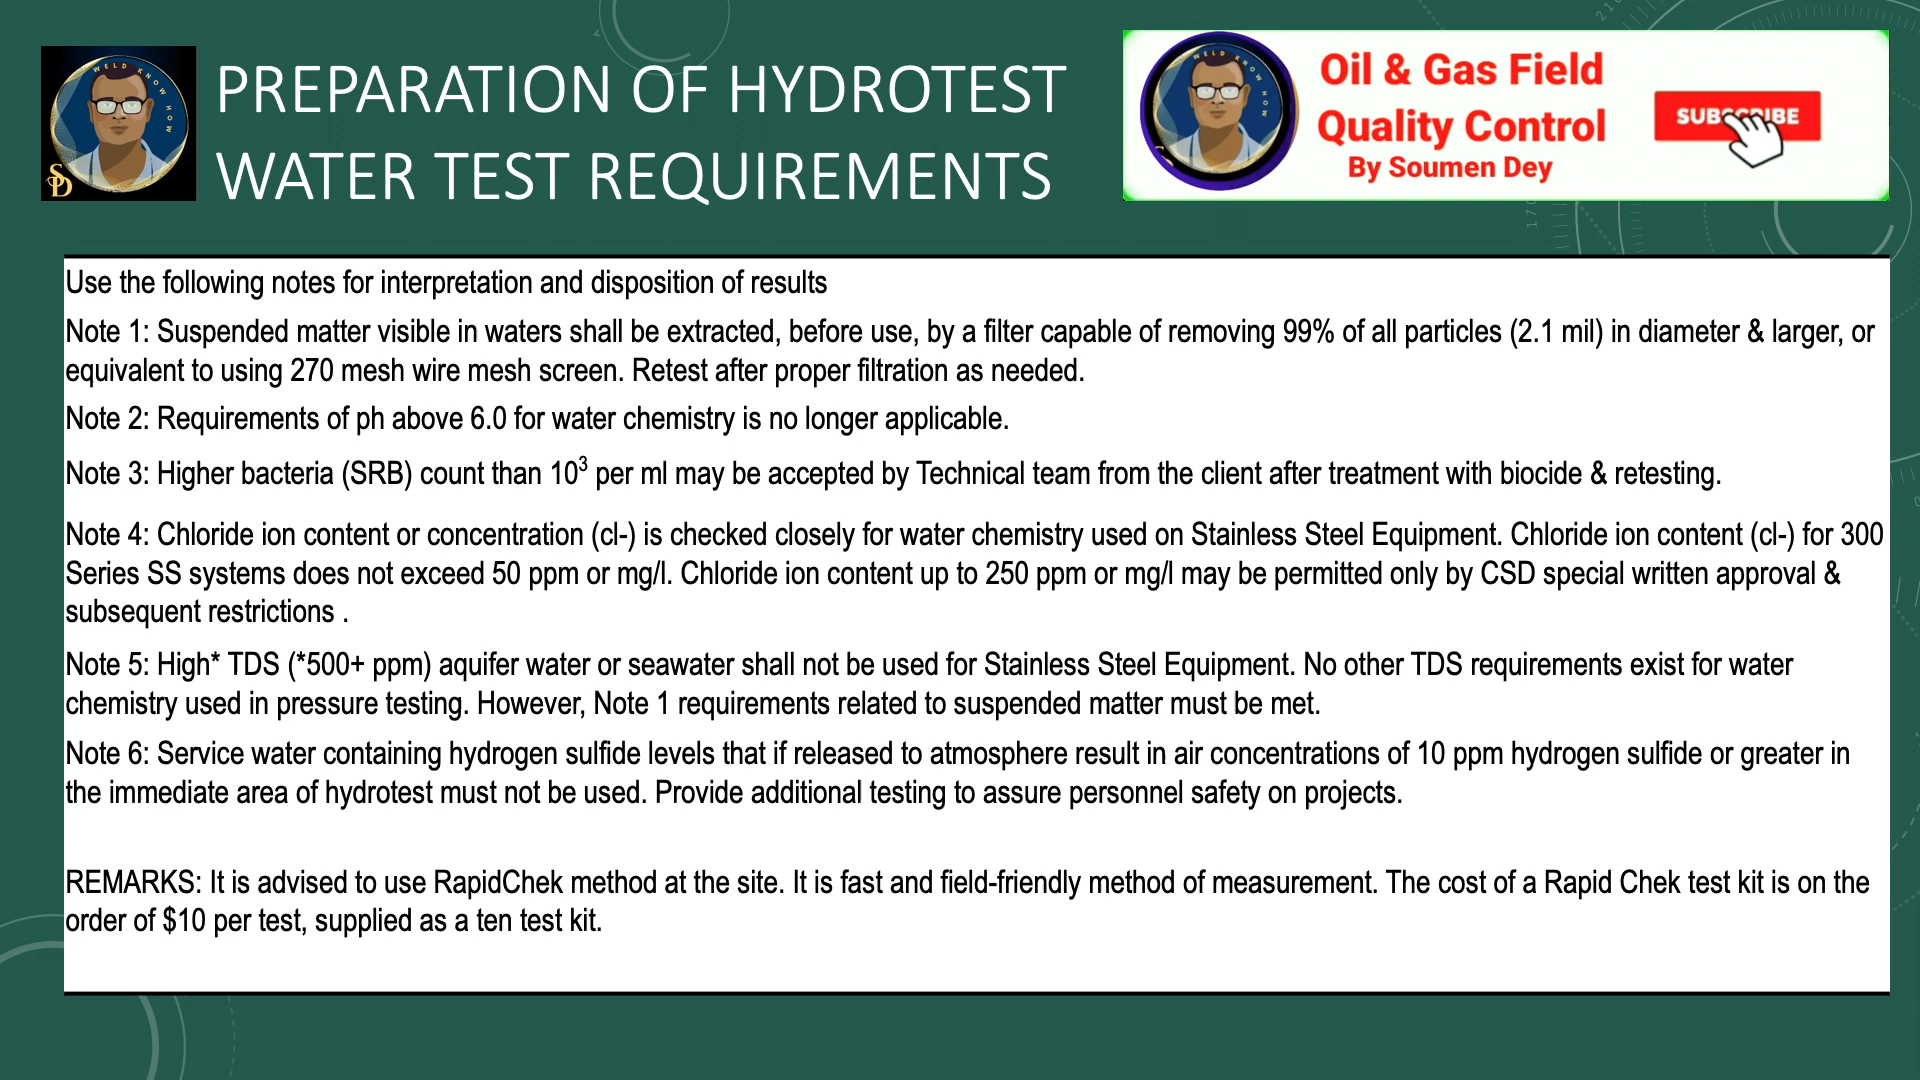 PREPARATION OF HYDROTEST
WATER TEST REQUIREMENTS
WELD KNOW HOW
SD
WELD KNOW HOW
Oil & Gas Field
Quality Control
By Soumen Dey
SUBSCRIBE
Use the following notes for interpretation and disposition of results
Note 1: Suspended matter visible in waters shall be extracted, before use, by a filter capable of removing 99% of all particles (2.1 mil) in diameter & larger, or
equivalent to using 270 mesh wire mesh screen. Retest after proper filtration as needed.
Note 2: Requirements of ph above 6.0 for water chemistry is no longer applicable.
Note 3: Higher bacteria (SRB) count than 10³ per ml may be accepted by Technical team from the client after treatment with biocide & retesting.
Note 4: Chloride ion content or concentration (cl-) is checked closely for water chemistry used on Stainless Steel Equipment. Chloride ion content (cl-) for 300
Series SS systems does not exceed 50 ppm or mg/l. Chloride ion content up to 250 ppm or mg/l may be permitted only by CSD special written approval &
subsequent restrictions .
Note 5: High* TDS (*500+ ppm) aquifer water or seawater shall not be used for Stainless Steel Equipment. No other TDS requirements exist for water
chemistry used in pressure testing. However, Note 1 requirements related to suspended matter must be met.
Note 6: Service water containing hydrogen sulfide levels that if released to atmosphere result in air concentrations of 10 ppm hydrogen sulfide or greater in
the immediate area of hydrotest must not be used. Provide additional testing to assure personnel safety on projects.
REMARKS: It is advised to use RapidChek method at the site. It is fast and field-friendly method of measurement. The cost of a Rapid Chek test kit is on the
order of $10 per test, supplied as a ten test kit.